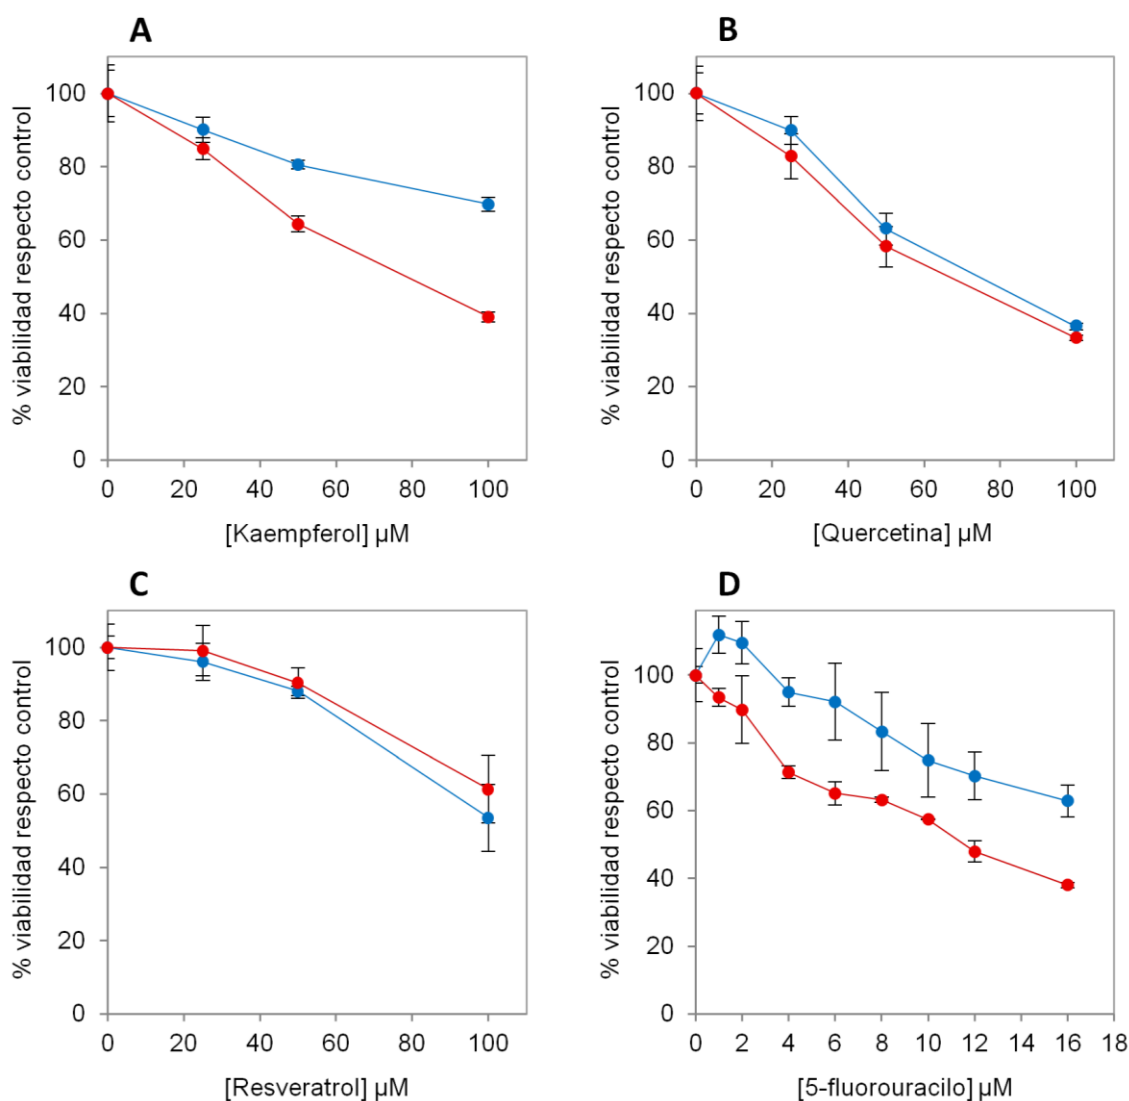 A
% viabilidad respecto control
100
80
60
40
20
0
0 20 40 60 80 100
[Kaempferol] µM
B
% viabilidad respecto control
100
80
60
40
20
0
0 20 40 60 80 100
[Quercetina] µM
C
% viabilidad respecto control
100
80
60
40
20
0
0 20 40 60 80 100
[Resveratrol] µM
D
% viabilidad respecto control
100
80
60
40
20
0
0 2 4 6 8 10 12 14 16 18
[5-fluorouracilo] µM